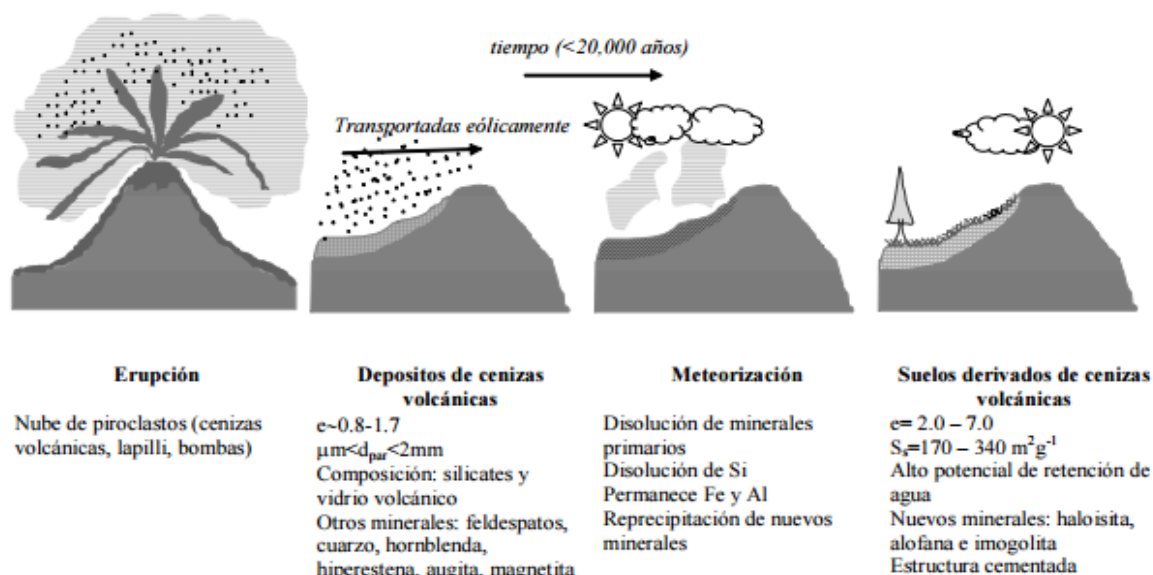 tiempo (<20,000 años)
Transportadas eólicamente
Erupción
Nube de piroclastos (cenizas
volcánicas, lapilli, bombas)
Depositos de cenizas
volcánicas
e~0.8-1.7
μm<d_par<2mm
Composición: silicates y
vidrio volcánico
Otros minerales: feldespatos,
cuarzo, hornblenda,
hiperestena, augita, magnetita
Meteorización
Disolución de minerales
primarios
Disolución de Si
Permanece Fe y Al
Reprecipitación de nuevos
minerales
Suelos derivados de cenizas
volcánicas
e= 2.0 – 7.0
Sₛ=170 – 340 m²g⁻¹
Alto potencial de retención de
agua
Nuevos minerales: haloisita,
alofana e imogolita
Estructura cementada